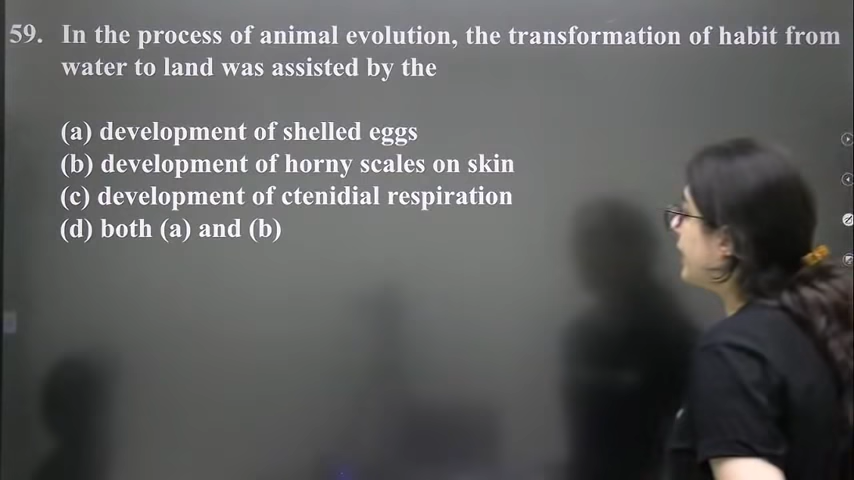 59. In the process of animal evolution, the transformation of habit from
water to land was assisted by the
(a) development of shelled eggs
(b) development of horny scales on skin
(c) development of ctenidial respiration
(d) both (a) and (b)